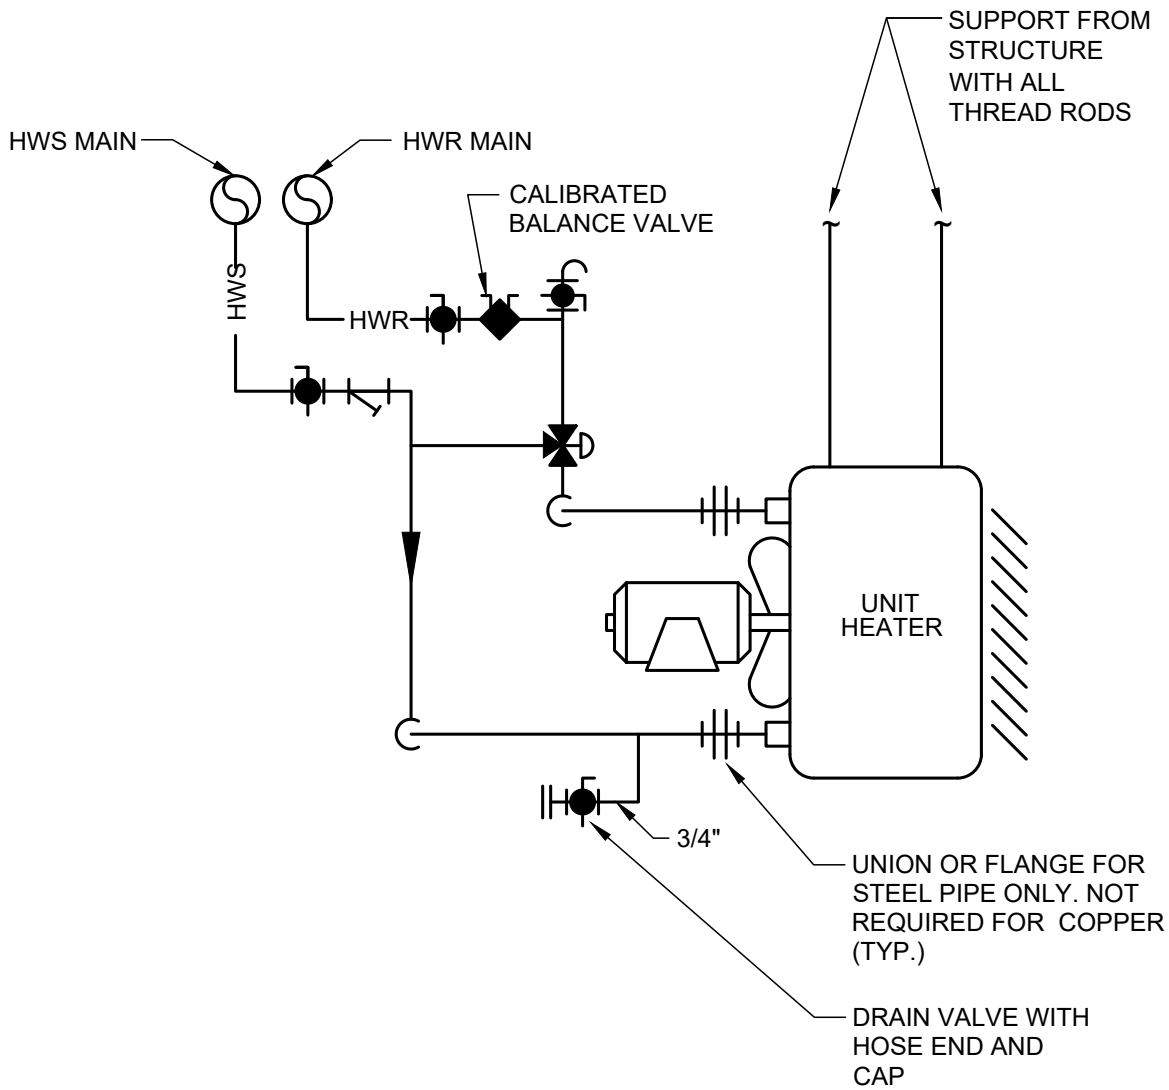 SUPPORT FROM
STRUCTURE
WITH ALL
THREAD RODS
HWS MAIN
HWR MAIN
CALIBRATED
BALANCE VALVE
HWS
HWR
UNIT
HEATER
3/4"
UNION OR FLANGE FOR
STEEL PIPE ONLY. NOT
REQUIRED FOR COPPER
(TYP.)
DRAIN VALVE WITH
HOSE END AND
CAP